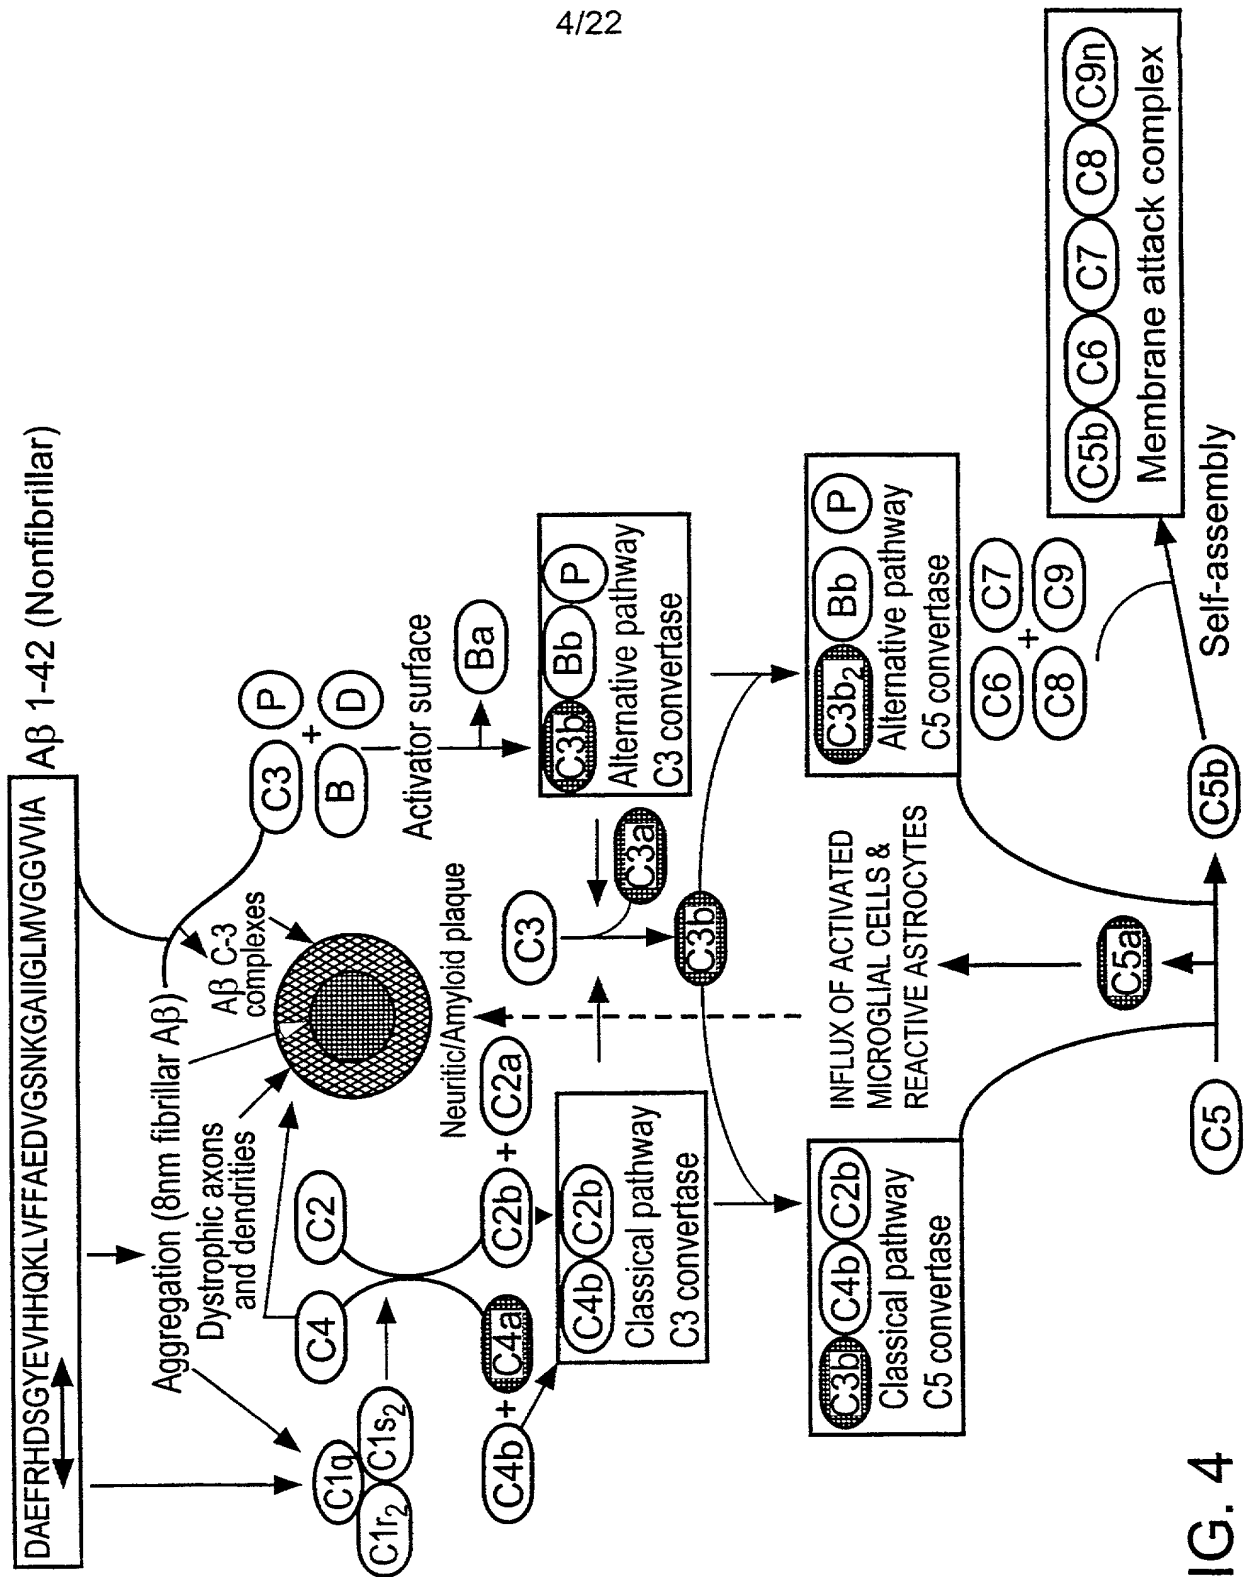 4/22
DAEFRHDSGYEVHHQKLVFFAEDVGSNKGAIIGLMVGGVVIA
Aβ 1-42 (Nonfibrillar)
Aggregation (8nm fibrillar Aβ)
Dystrophic axons
and dendrities
Aβ C-3
complexes
C3
P
+
B
D
Activator surface
Ba
C1q
C1r2
C1s2
C4
C2
Neuritic/Amyloid plaque
C4b
+
C4a
C2b
+
C2a
C4b
C2b
Classical pathway
C3 convertase
C3
C3a
C3b
C3b
Bb
P
Alternative pathway
C3 convertase
C3b
C4b
C2b
Classical pathway
C5 convertase
INFLUX OF ACTIVATED
MICROGLIAL CELLS &
REACTIVE ASTROCYTES
C3b2
Bb
P
Alternative pathway
C5 convertase
C6
C7
+
C8
C9
C5
C5a
C5b
Self-assembly
C5b
C6
C7
C8
C9n
Membrane attack complex
IG. 4